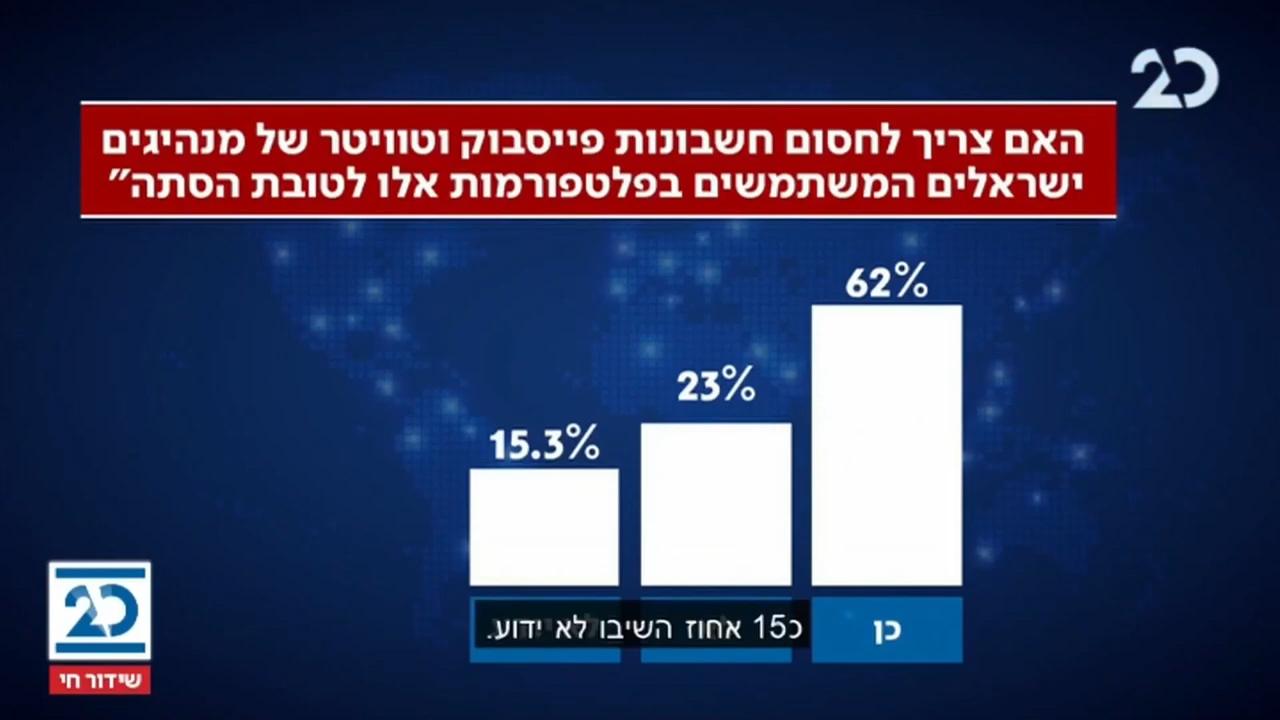 20
האם צריך לחסום חשבונות פייסבוק וטוויטר של מנהיגים
ישראלים המשתמשים בפלטפורמות אלו לטובת הסתה"
62%
23%
15.3%
כן
כ15 אחוז השיבו לא ידוע.
20
שידור חי